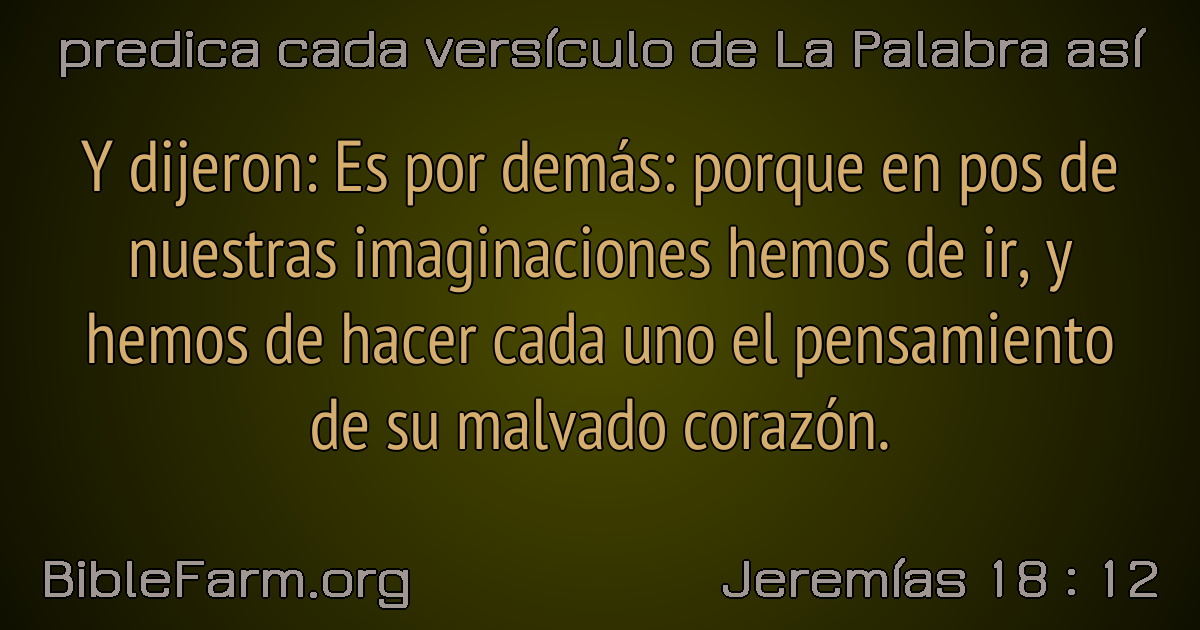 predica cada versículo de La Palabra así
Y dijeron: Es por demás: porque en pos de
nuestras imaginaciones hemos de ir, y
hemos de hacer cada uno el pensamiento
de su malvado corazón.
BibleFarm.org
Jeremías 18 : 12